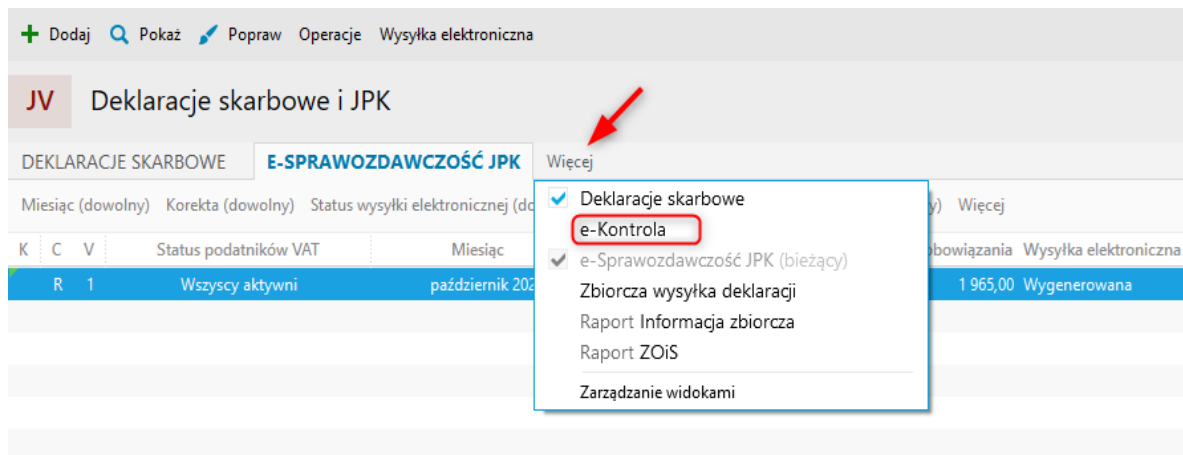 Dodaj Pokaż Popraw Operacje Wysyłka elektroniczna
JV Deklaracje skarbowe i JPK
DEKLARACJE SKARBOWE E-SPRAWOZDAWCZOŚĆ JPK Więcej
Miesiąc (dowolny) Korekta (dowolny) Status wysyłki elektronicznej Więcej
K C V Status podatników VAT Miesiąc Wysyłka elektroniczna
R 1 Wszyscy aktywni październik 1 965,00 Wygenerowana
Deklaracje skarbowe
e-Kontrola
e-Sprawozdawczość JPK (bieżący)
Zbiorcza wysyłka deklaracji
Raport Informacja zbiorcza
Raport ZOiS
Zarządzanie widokami